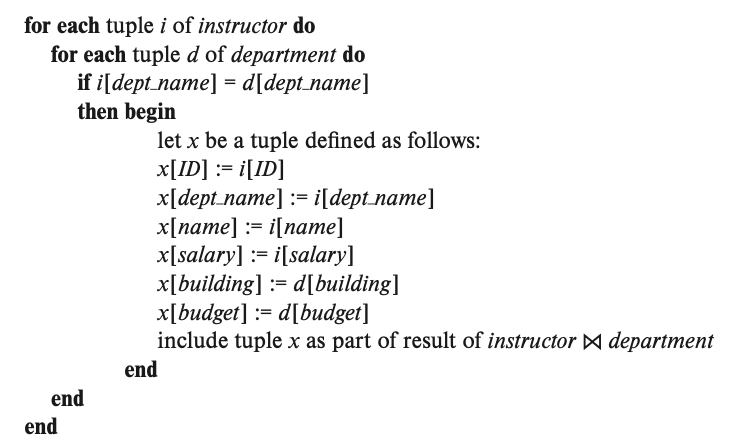 for each tuple i of instructor do
for each tuple d of department do
if i[dept_name] = d[dept_name]
then begin
let x be a tuple defined as follows:
x[ID] := i[ID]
x[dept_name] := i[dept_name]
x[name] := i[name]
x[salary] := i[salary]
x[building] := d[building]
x[budget] := d[budget]
include tuple x as part of result of instructor ⋈ department
end
end
end